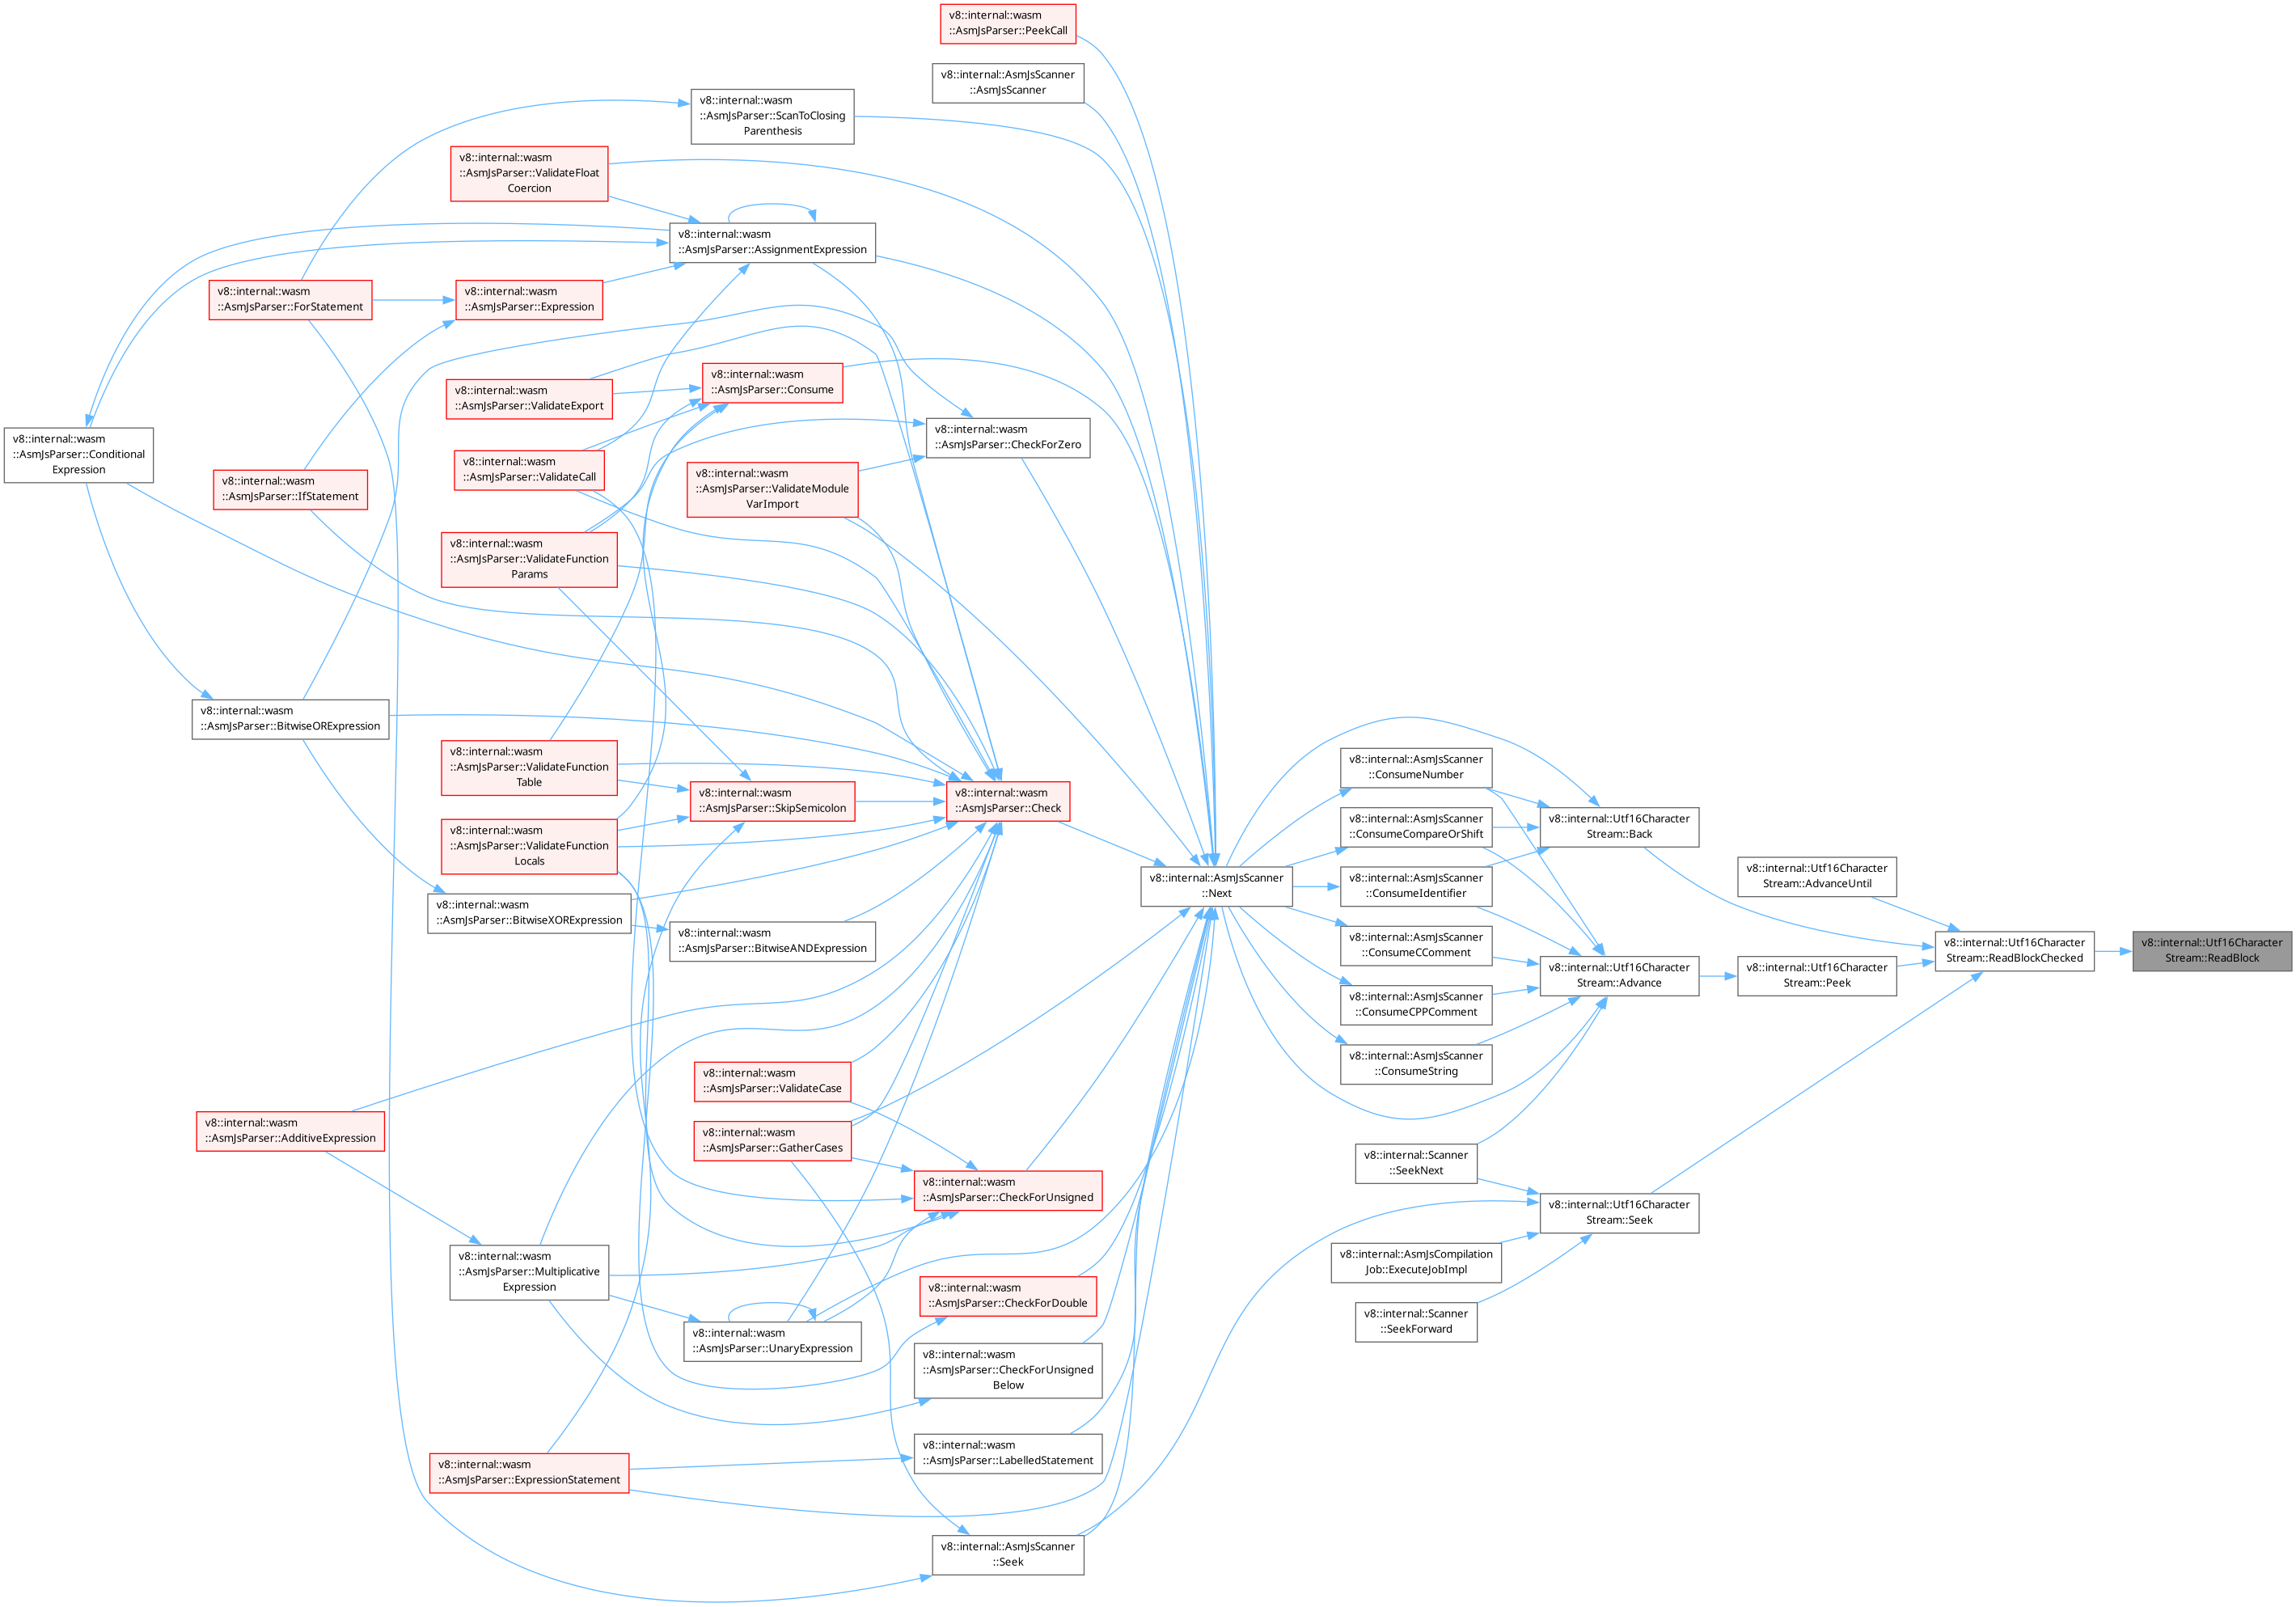 v8::internal::wasm
::AsmJsParser::PeekCall
v8::internal::AsmJsScanner
::AsmJsScanner
v8::internal::wasm
::AsmJsParser::ScanToClosing
Parenthesis
v8::internal::wasm
::AsmJsParser::ValidateFloat
Coercion
v8::internal::wasm
::AsmJsParser::AssignmentExpression
v8::internal::wasm
::AsmJsParser::ForStatement
v8::internal::wasm
::AsmJsParser::Expression
v8::internal::wasm
::AsmJsParser::Consume
v8::internal::wasm
::AsmJsParser::ValidateExport
v8::internal::wasm
::AsmJsParser::CheckForZero
v8::internal::wasm
::AsmJsParser::Conditional
Expression
v8::internal::wasm
::AsmJsParser::ValidateCall
v8::internal::wasm
::AsmJsParser::IfStatement
v8::internal::wasm
::AsmJsParser::ValidateModule
VarImport
v8::internal::wasm
::AsmJsParser::ValidateFunction
Params
v8::internal::wasm
::AsmJsParser::BitwiseORExpression
v8::internal::wasm
::AsmJsParser::ValidateFunction
Table
v8::internal::wasm
::AsmJsParser::SkipSemicolon
v8::internal::wasm
::AsmJsParser::Check
v8::internal::AsmJsScanner
::ConsumeNumber
v8::internal::AsmJsScanner
::ConsumeCompareOrShift
v8::internal::Utf16Character
Stream::Back
v8::internal::wasm
::AsmJsParser::ValidateFunction
Locals
v8::internal::AsmJsScanner
::Next
v8::internal::AsmJsScanner
::ConsumeIdentifier
v8::internal::Utf16Character
Stream::AdvanceUntil
v8::internal::wasm
::AsmJsParser::BitwiseXORExpression
v8::internal::wasm
::AsmJsParser::BitwiseANDExpression
v8::internal::AsmJsScanner
::ConsumeCComment
v8::internal::Utf16Character
Stream::ReadBlockChecked
v8::internal::Utf16Character
Stream::ReadBlock
v8::internal::Utf16Character
Stream::Advance
v8::internal::Utf16Character
Stream::Peek
v8::internal::AsmJsScanner
::ConsumeCPPComment
v8::internal::AsmJsScanner
::ConsumeString
v8::internal::wasm
::AsmJsParser::ValidateCase
v8::internal::wasm
::AsmJsParser::AdditiveExpression
v8::internal::wasm
::AsmJsParser::GatherCases
v8::internal::Scanner
::SeekNext
v8::internal::wasm
::AsmJsParser::CheckForUnsigned
v8::internal::Utf16Character
Stream::Seek
v8::internal::wasm
::AsmJsParser::Multiplicative
Expression
v8::internal::AsmJsCompilation
Job::ExecuteJobImpl
v8::internal::wasm
::AsmJsParser::CheckForDouble
v8::internal::Scanner
::SeekForward
v8::internal::wasm
::AsmJsParser::UnaryExpression
v8::internal::wasm
::AsmJsParser::CheckForUnsigned
Below
v8::internal::wasm
::AsmJsParser::LabelledStatement
v8::internal::wasm
::AsmJsParser::ExpressionStatement
v8::internal::AsmJsScanner
::Seek